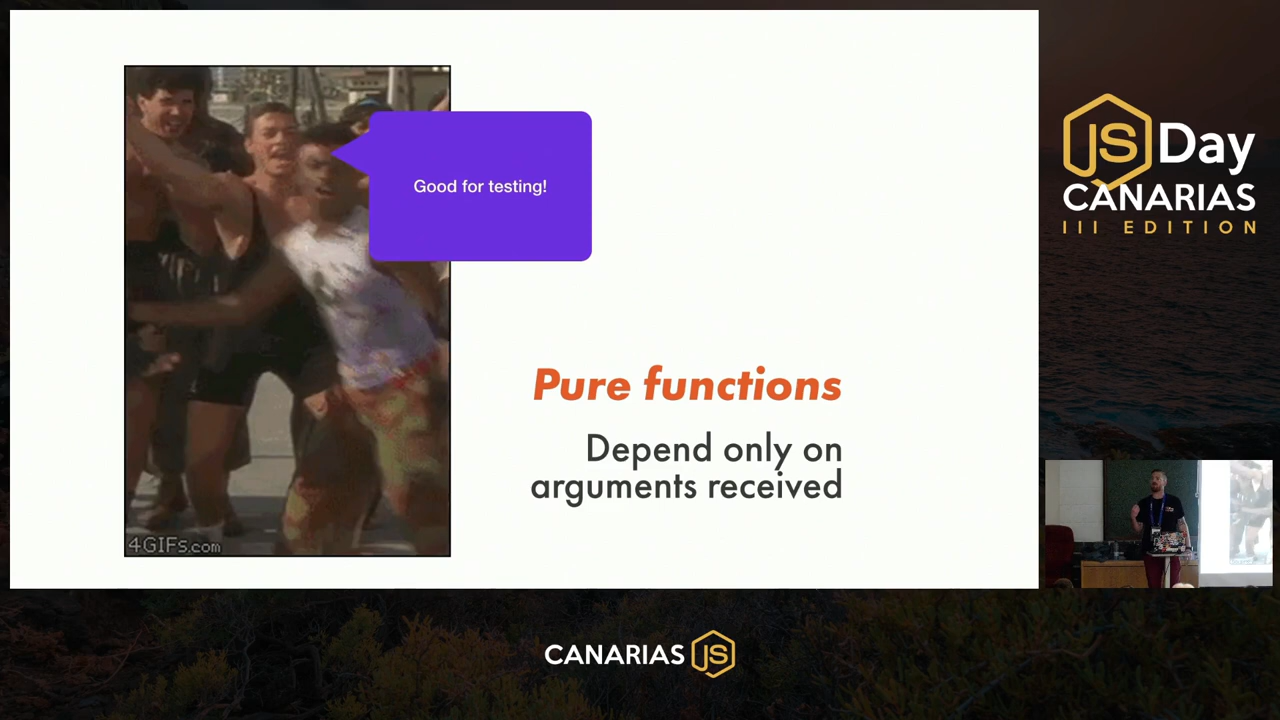 Good for testing!
Pure functions
Depend only on
arguments received
4GIFs.com
JS Day
CANARIAS
III EDITION
CANARIAS JS